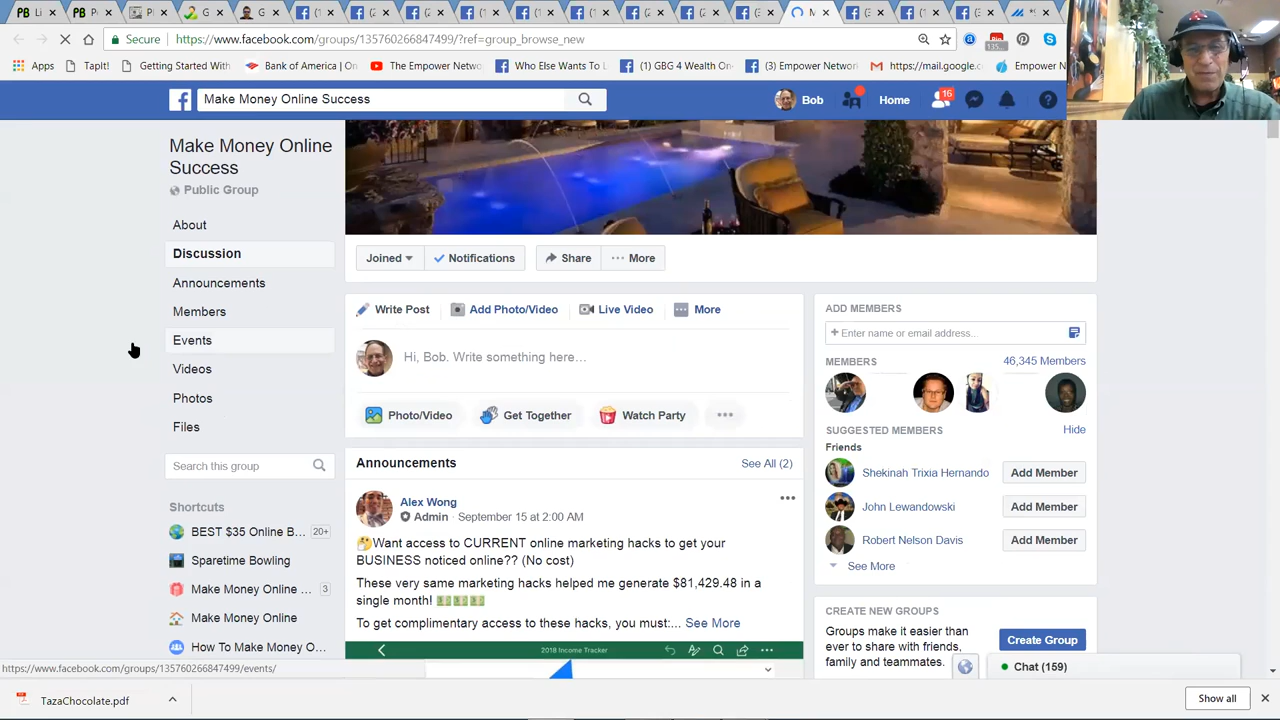 PB Li
PB P
G
(1
(2
(3
M
Secure https://www.facebook.com/groups/135760266847499/?ref=group_browse_new
135...
Apps TapIt! Getting Started With Bank of America | On The Empower Netw Who Else Wants To L (1) GBG 4 Wealth On (3) Empower Networ https://mail.google.c Empower N
Make Money Online Success
Bob Home 16
Make Money Online
Success
Public Group
About
Discussion
Announcements
Members
Events
Videos
Photos
Files
Search this group
Shortcuts
BEST $35 Online B... 20+
Sparetime Bowling
Make Money Online ... 3
Make Money Online
How To Make Money O...
Joined Notifications Share More
Write Post Add Photo/Video Live Video More
Hi, Bob. Write something here...
Photo/Video Get Together Watch Party
Announcements See All (2)
Alex Wong
Admin · September 15 at 2:00 AM
Want access to CURRENT online marketing hacks to get your
BUSINESS noticed online?? (No cost)
These very same marketing hacks helped me generate $81,429.48 in a
single month!
To get complimentary access to these hacks, you must:... See More
2018 Income Tracker
ADD MEMBERS
+ Enter name or email address...
MEMBERS 46,345 Members
SUGGESTED MEMBERS Hide
Friends
Shekinah Trixia Hernando Add Member
John Lewandowski Add Member
Robert Nelson Davis Add Member
See More
CREATE NEW GROUPS
Groups make it easier than
ever to share with friends,
family and teammates.
Create Group
Chat (159)
https://www.facebook.com/groups/135760266847499/events/
TazaChocolate.pdf Show all